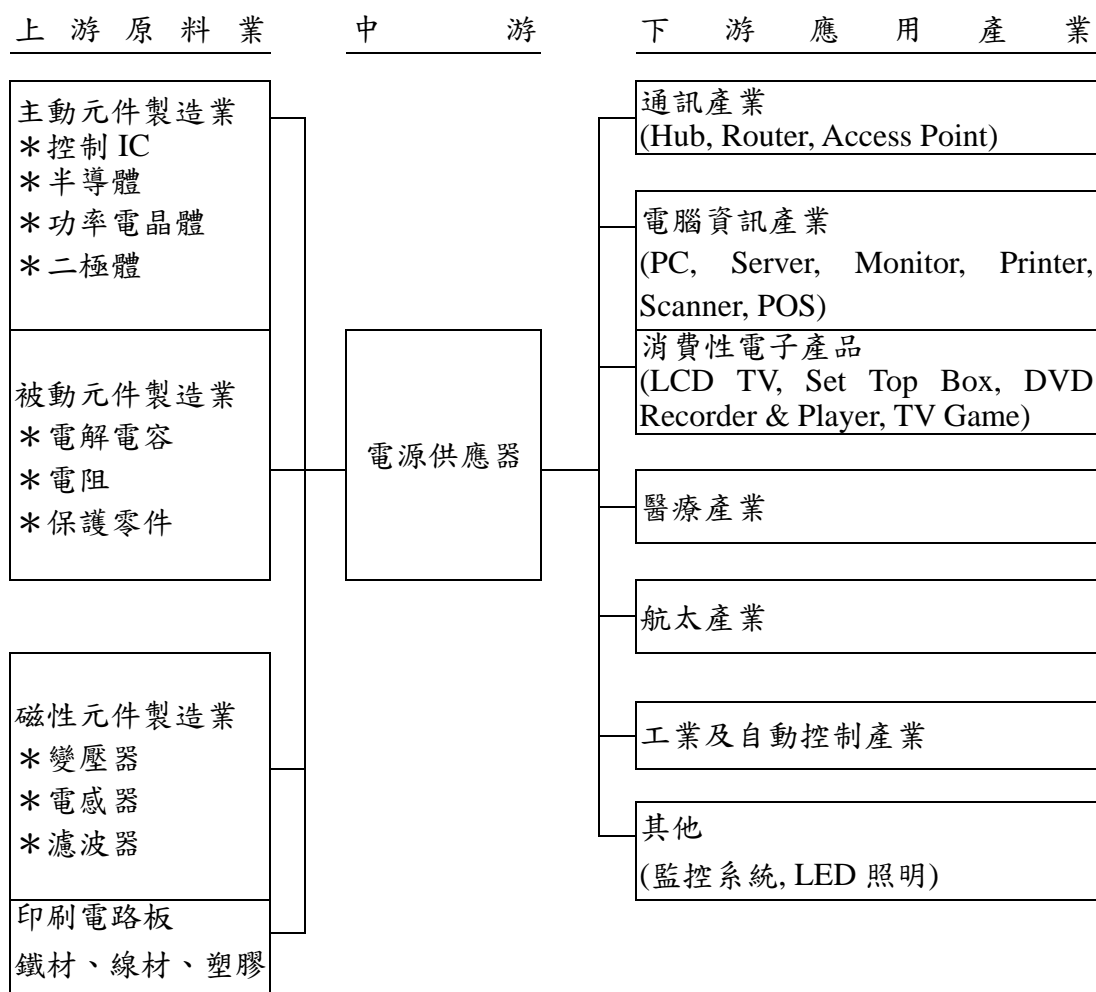 上游原料業
中游
下游應用產業
主動元件製造業
＊控制 IC
＊半導體
＊功率電晶體
＊二極體
被動元件製造業
＊電解電容
＊電阻
＊保護零件
磁性元件製造業
＊變壓器
＊電感器
＊濾波器
印刷電路板
鐵材、線材、塑膠
電源供應器
通訊產業
(Hub, Router, Access Point)
電腦資訊產業
(PC, Server, Monitor, Printer,
Scanner, POS)
消費性電子產品
(LCD TV, Set Top Box, DVD
Recorder & Player, TV Game)
醫療產業
航太產業
工業及自動控制產業
其他
(監控系統, LED 照明)